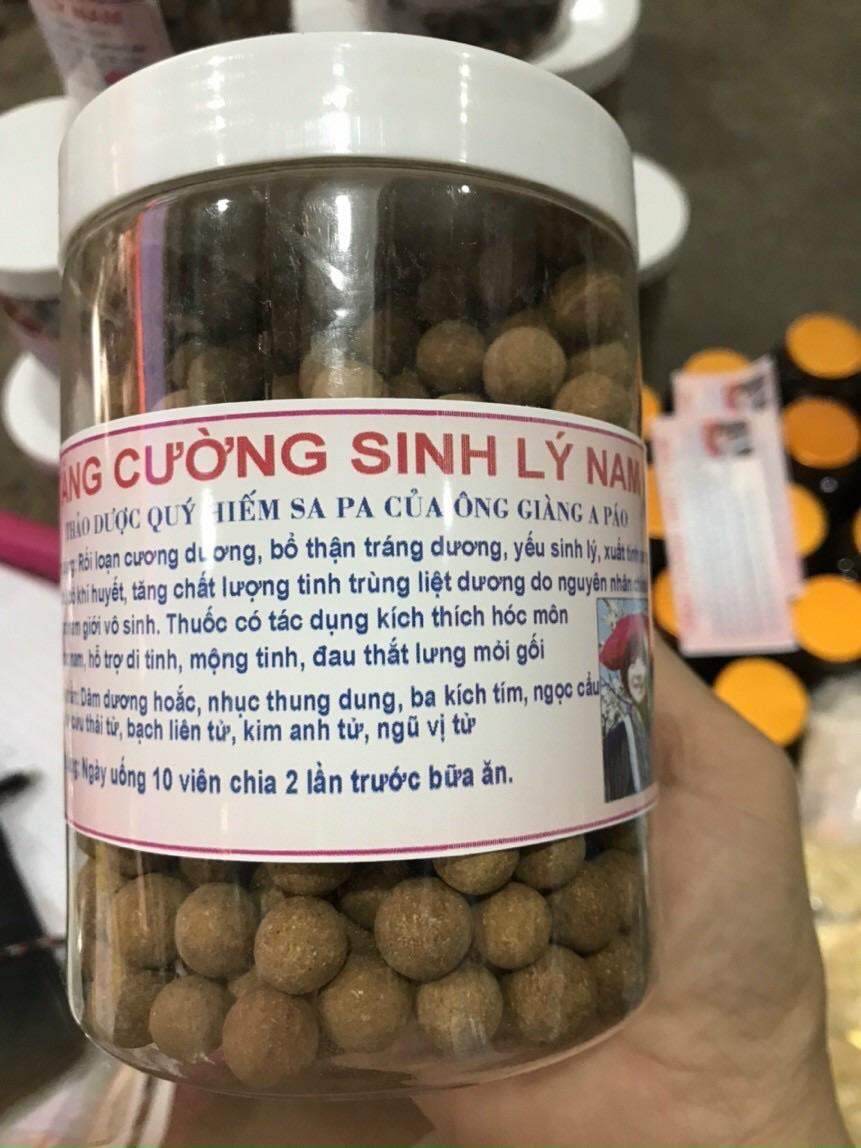 ĂNG CƯỜNG SINH LÝ NAM
THẢO DƯỢC QUÝ HIẾM SA PA CỦA ÔNG GIÀNG A PÁO
Rối loạn cương dương, bổ thận tráng dương, yếu sinh lý, xuất tinh
khí huyết, tăng chất lượng tinh trùng liệt dương do nguyên nhân
nam giới vô sinh. Thuốc có tác dụng kích thích hóc môn
nam, hỗ trợ di tinh, mộng tinh, đau thắt lưng mỏi gối
Dâm dương hoắc, nhục thung dung, ba kích tím, ngọc cẩu
cửu thái tử, bạch liên tử, kim anh tử, ngũ vị tử
Ngày uống 10 viên chia 2 lần trước bữa ăn.